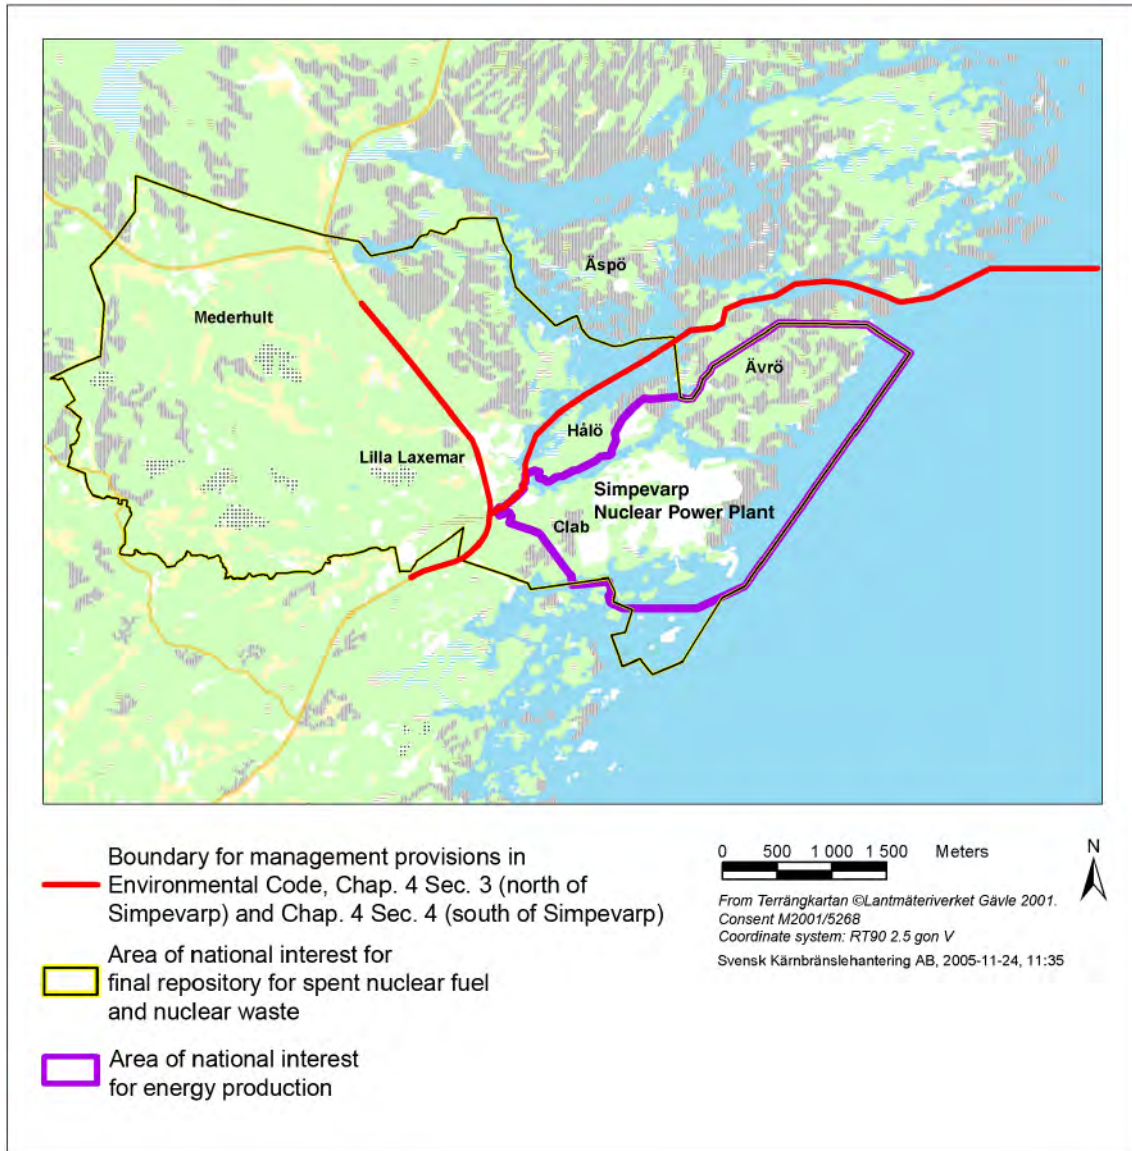 Äspö
Mederhult
Ävrö
Hålö
Lilla Laxemar
Simpevarp
Nuclear Power Plant
Clab
Boundary for management provisions in
Environmental Code, Chap. 4 Sec. 3 (north of
Simpevarp) and Chap. 4 Sec. 4 (south of Simpevarp)
Area of national interest for
final repository for spent nuclear fuel
and nuclear waste
Area of national interest
for energy production
0 500 1 000 1 500 Meters
N
From Terrängkartan ©Lantmäteriverket Gävle 2001.
Consent M2001/5268
Coordinate system: RT90 2.5 gon V
Svensk Kärnbränslehantering AB, 2005-11-24, 11:35